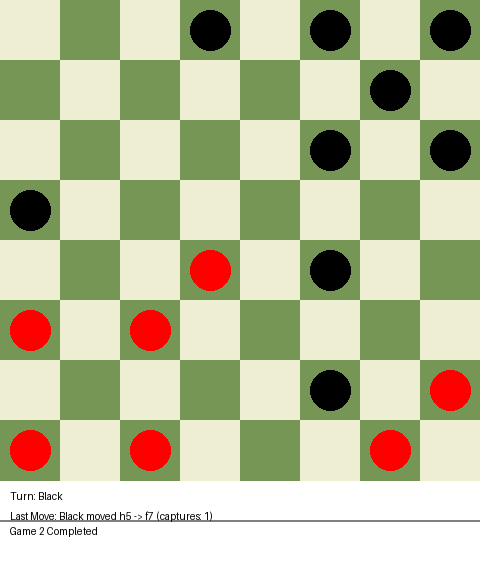 Turn: Black
Last Move: Black moved h5 -> f7 (captures: 1)
Game 2 Completed